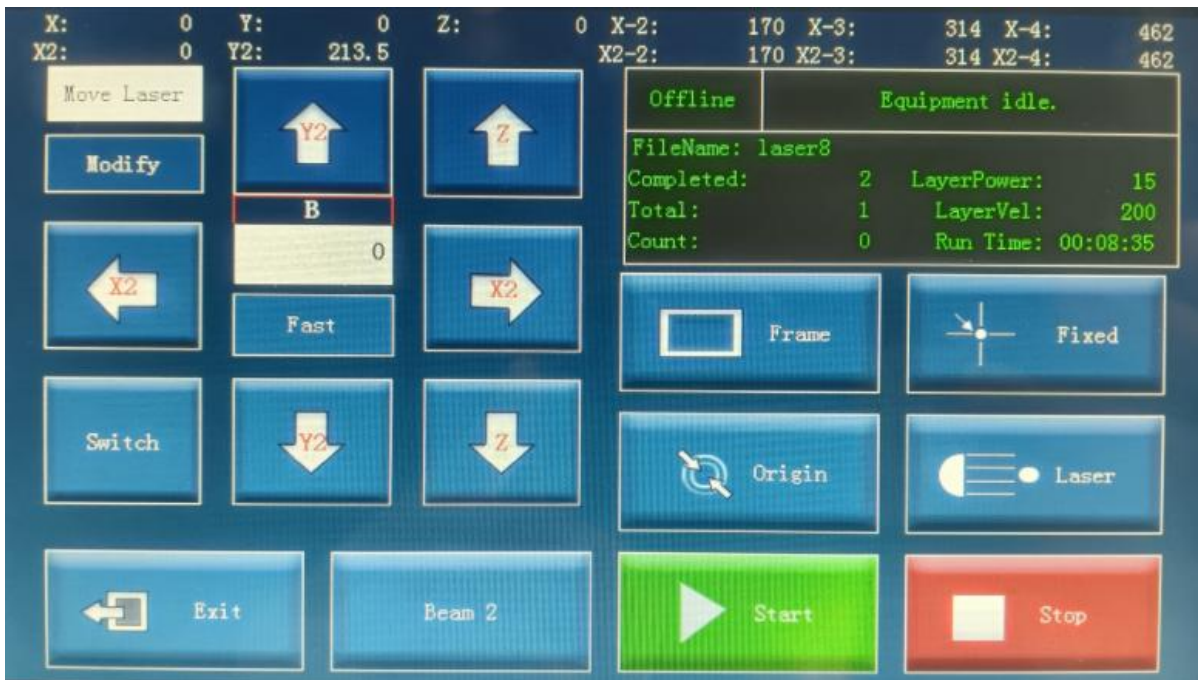 X: 0 Y: 0 Z: 0 X-2: 170 X-3: 314 X-4: 462
X2: 0 Y2: 213.5 X2-2: 170 X2-3: 314 X2-4: 462
Move Laser
Modify
Y2
Z
B
0
X2
X2
Fast
Switch
Y2
Z
Offline Equipment idle.
FileName: laser8
Completed: 2 LayerPower: 15
Total: 1 LayerVel: 200
Count: 0 Run Time: 00:08:35
Frame
Fixed
Origin
Laser
Exit
Beam 2
Start
Stop